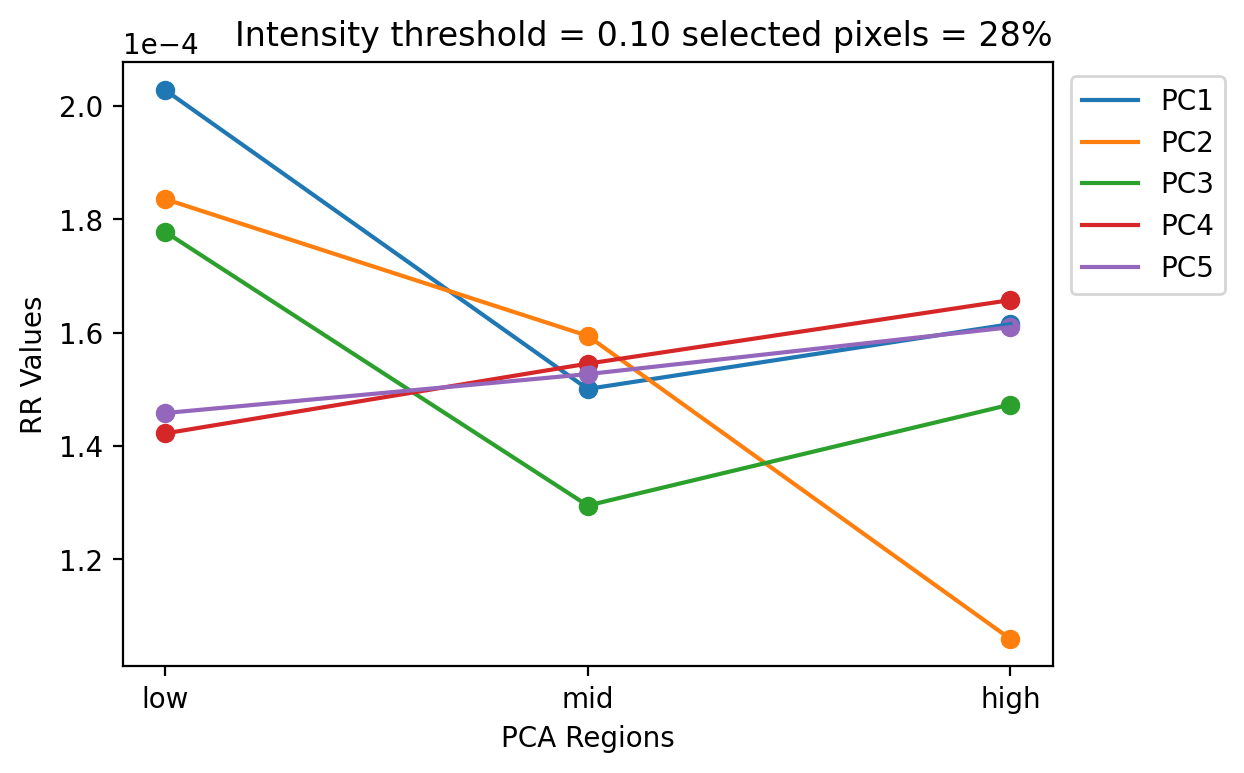 Intensity threshold = 0.10 selected pixels = 28%
1e−4
2.0
1.8
1.6
1.4
1.2
RR Values
low
mid
high
PCA Regions
PC1
PC2
PC3
PC4
PC5